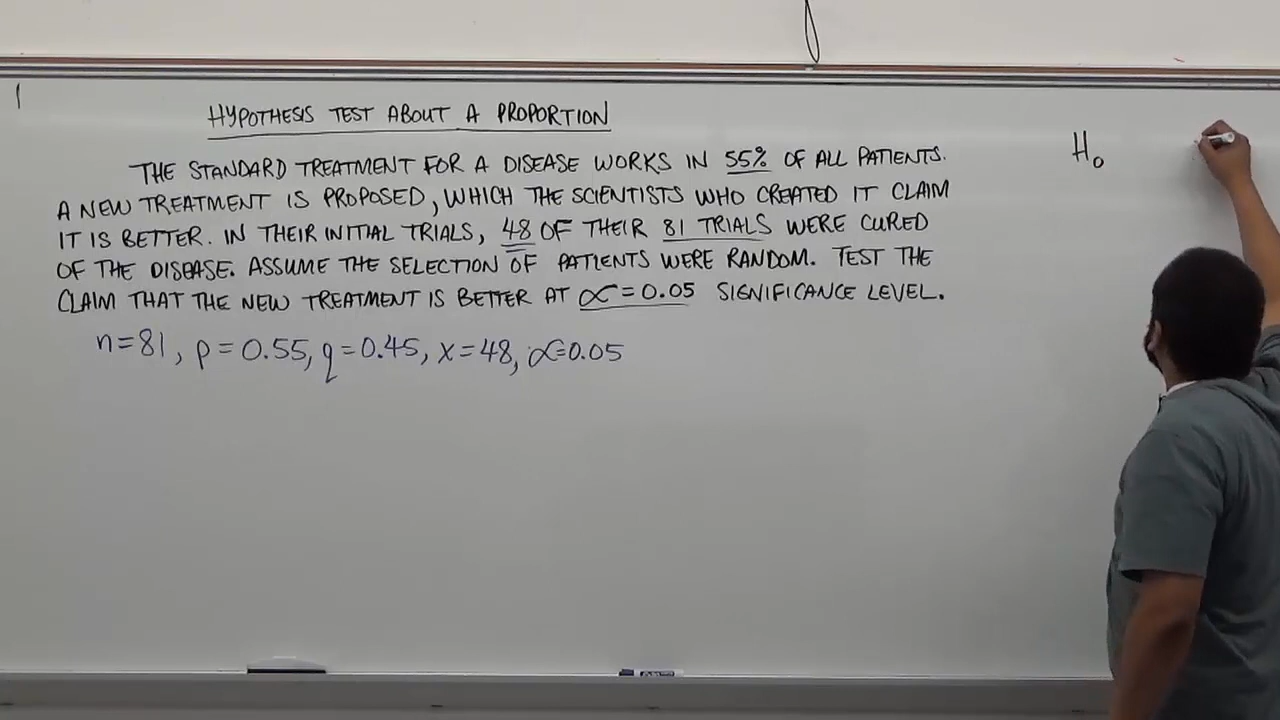 1
HYPOTHESIS TEST ABOUT A PROPORTION
THE STANDARD TREATMENT FOR A DISEASE WORKS IN 55% OF ALL PATIENTS.
A NEW TREATMENT IS PROPOSED, WHICH THE SCIENTISTS WHO CREATED IT CLAIM
IT IS BETTER. IN THEIR INITIAL TRIALS, 48 OF THEIR 81 TRIALS WERE CURED
OF THE DISEASE. ASSUME THE SELECTION OF PATIENTS WERE RANDOM. TEST THE
CLAIM THAT THE NEW TREATMENT IS BETTER AT α=0.05 SIGNIFICANCE LEVEL.
n=81, p=0.55, q=0.45, x=48, α=0.05
H₀